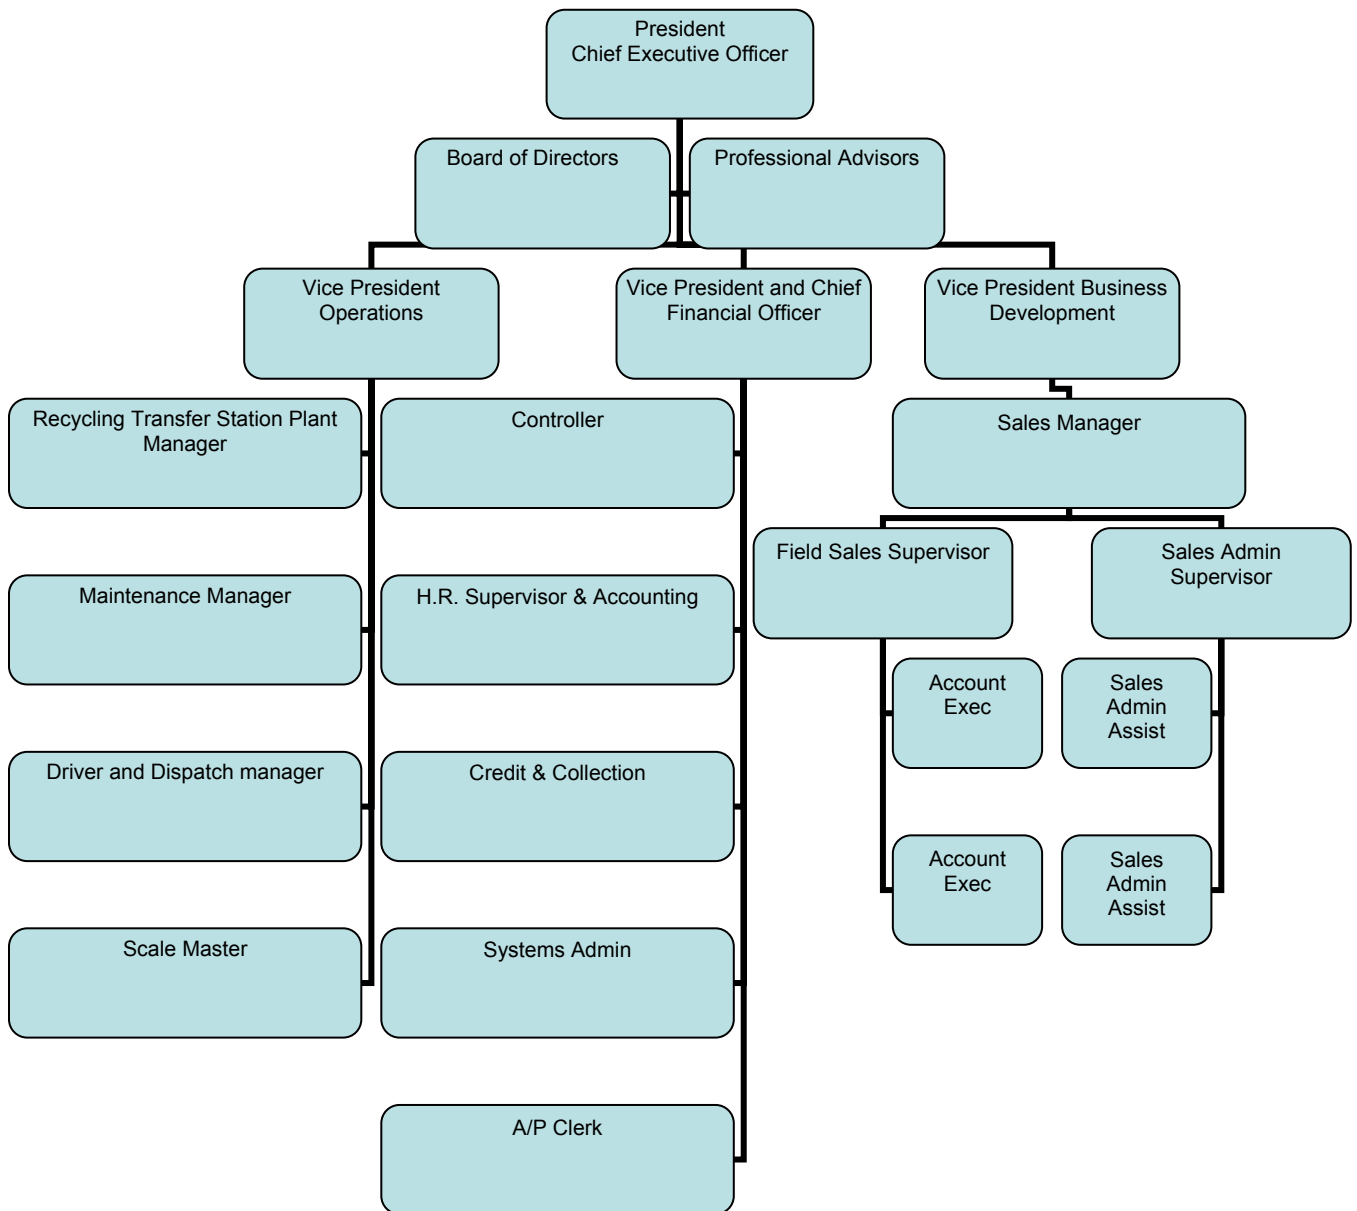 President
Chief Executive Officer
Board of Directors
Professional Advisors
Vice President
Operations
Vice President and Chief
Financial Officer
Vice President Business
Development
Recycling Transfer Station Plant
Manager
Controller
Sales Manager
Field Sales Supervisor
Sales Admin
Supervisor
Maintenance Manager
H.R. Supervisor & Accounting
Account
Exec
Sales
Admin
Assist
Driver and Dispatch manager
Credit & Collection
Account
Exec
Sales
Admin
Assist
Scale Master
Systems Admin
A/P Clerk